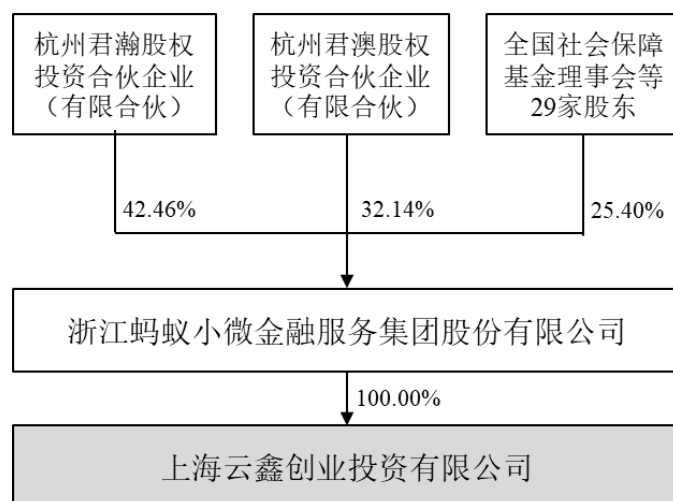 杭州君瀚股权
投资合伙企业
（有限合伙）
杭州君澳股权
投资合伙企业
（有限合伙）
全国社会保障
基金理事会等
29家股东
42.46%
32.14%
25.40%
浙江蚂蚁小微金融服务集团股份有限公司
100.00%
上海云鑫创业投资有限公司